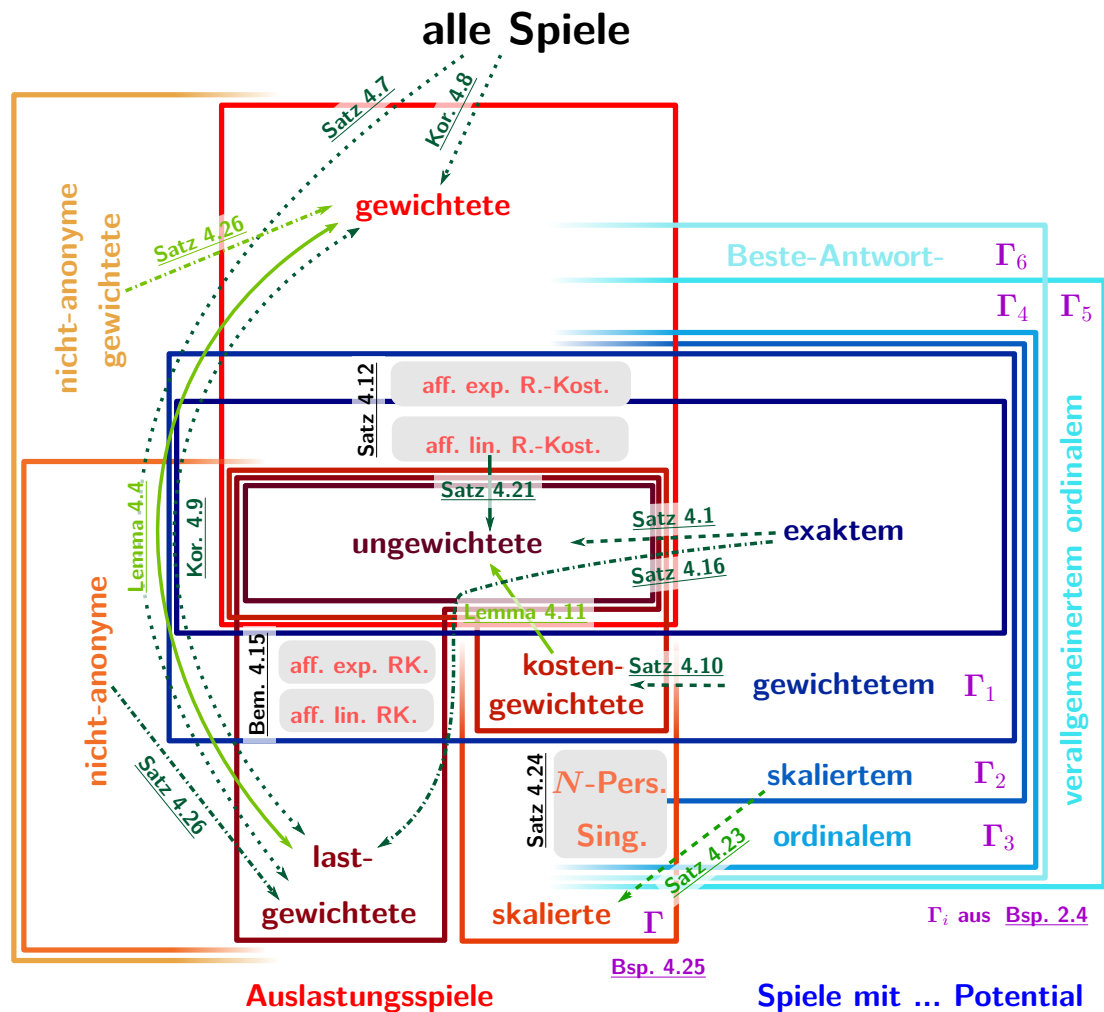 alle Spiele
Satz 4.7
Kor. 4.8
nicht-anonyme
gewichtete
Satz 4.26
gewichtete
Beste-Antwort-
Γ6
Γ4
Γ5
Satz 4.12
aff. exp. R.-Kost.
aff. lin. R.-Kost.
Satz 4.21
Lemma 4.4
Kor. 4.9
ungewichtete
Satz 4.1
exaktem
Satz 4.16
verallgemeinertem ordinalem
Lemma 4.11
nicht-anonyme
Bem. 4.15
aff. exp. RK.
aff. lin. RK.
kosten-
gewichtete
Satz 4.10
gewichtetem
Γ1
Satz 4.26
Satz 4.24
N-Pers.
Sing.
skaliertem
Γ2
ordinalem
Γ3
Satz 4.23
last-
gewichtete
skalierte
Γ
Γi aus Bsp. 2.4
Bsp. 4.25
Auslastungsspiele
Spiele mit ... Potential